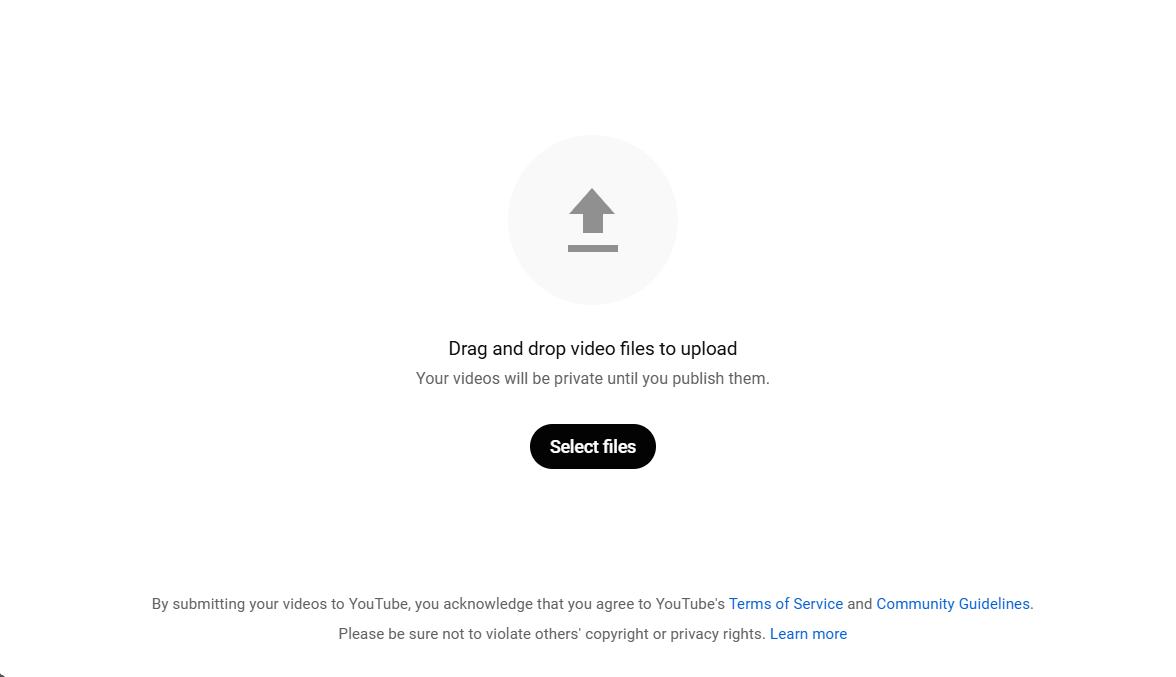 Drag and drop video files to upload
Your videos will be private until you publish them.
Select files
By submitting your videos to YouTube, you acknowledge that you agree to YouTube's Terms of Service and Community Guidelines.
Please be sure not to violate others' copyright or privacy rights. Learn more